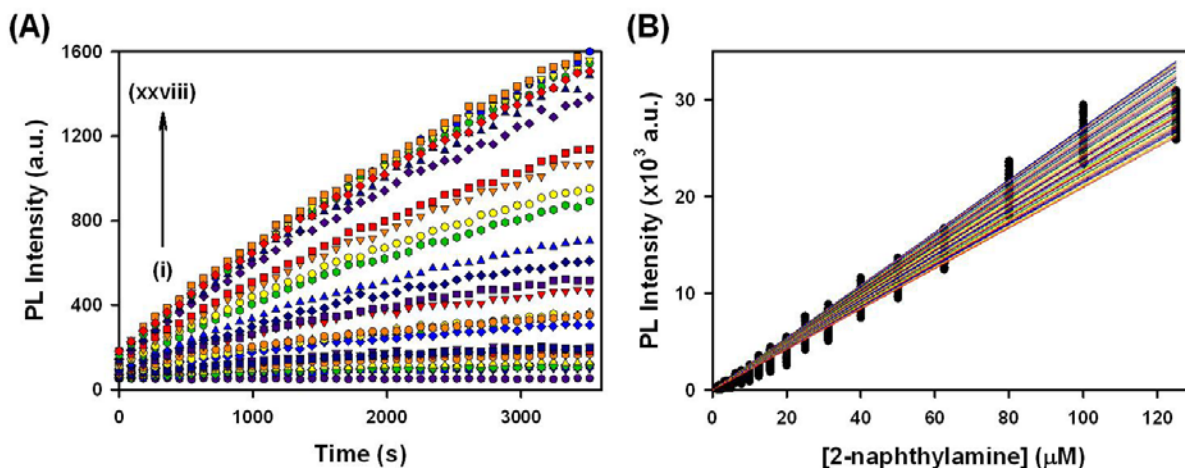 (A)
PL Intensity (a.u.)
1600
1200
800
400
0
(xxviii)
(i)
0 1000 2000 3000
Time (s)
(B)
PL Intensity (x10³ a.u.)
30
20
10
0
0 20 40 60 80 100 120
[2-naphthylamine] (μM)